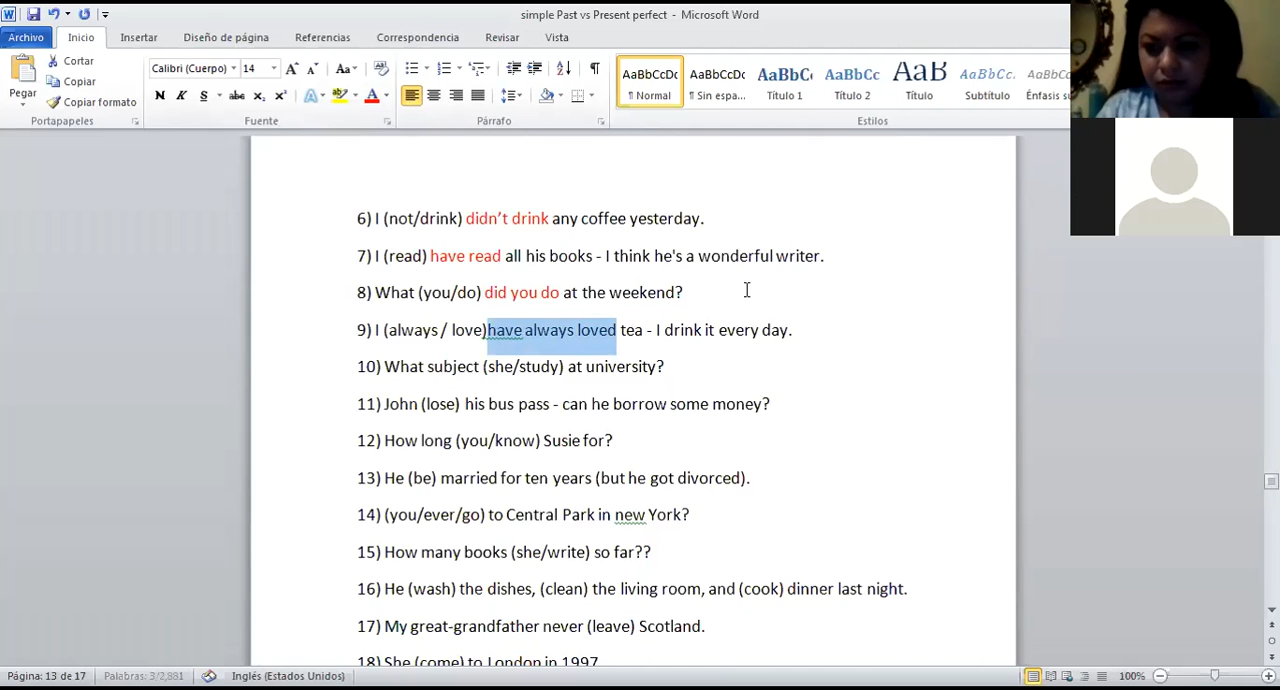 simple Past vs Present perfect - Microsoft Word
Archivo Inicio Insertar Diseño de página Referencias Correspondencia Revisar Vista
Pegar
Cortar
Copiar
Copiar formato
Portapapeles
Calibri (Cuerpo) 14
Fuente
Párrafo
AaBbCcDc AaBbCcDc AaBbC AaBbCc AaB AaBbCc. AaBbCc
¶ Normal ¶ Sin espa... Título 1 Título 2 Título Subtítulo Énfasis su
Estilos
6) I (not/drink) didn’t drink any coffee yesterday.
7) I (read) have read all his books - I think he's a wonderful writer.
8) What (you/do) did you do at the weekend?
9) I (always / love)have always loved tea - I drink it every day.
10) What subject (she/study) at university?
11) John (lose) his bus pass - can he borrow some money?
12) How long (you/know) Susie for?
13) He (be) married for ten years (but he got divorced).
14) (you/ever/go) to Central Park in new York?
15) How many books (she/write) so far??
16) He (wash) the dishes, (clean) the living room, and (cook) dinner last night.
17) My great-grandfather never (leave) Scotland.
18) She (come) to London in 1997
Página: 13 de 17 Palabras: 3/2,881 Inglés (Estados Unidos) 100%